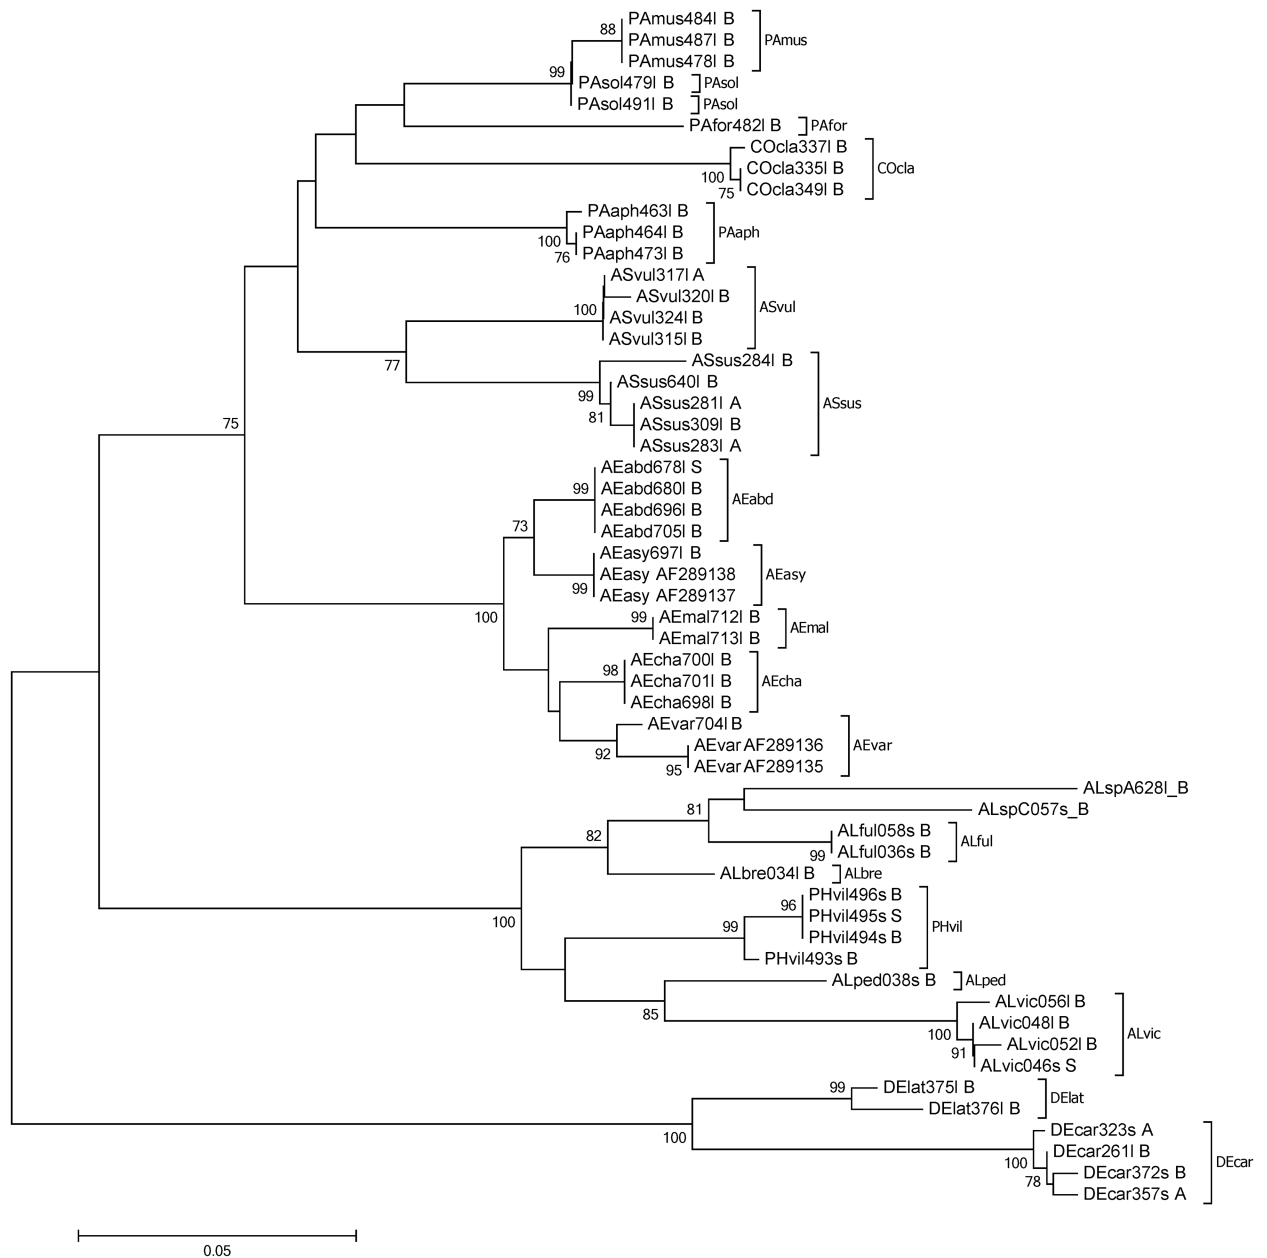 PAmus484l B
88
PAmus487l B
PAmus
PAmus478l B
99
PAsol479l B
PAsol
PAsol491l B
PAsol
PAfor482l B
PAfor
COcla337l B
COcla335l B
COcla
100
75
COcla349l B
PAaph463l B
PAaph464l B
PAaph
100
76
PAaph473l B
ASvul317l A
ASvul320l B
ASvul
100
ASvul324l B
ASvul315l B
77
ASsus284l B
ASsus640l B
99
ASsus281l A
ASsus
81
ASsus309l B
ASsus283l A
75
AEabd678l S
99
AEabd680l B
AEabd
AEabd696l B
73
AEabd705l B
AEasy697l B
AEasy AF289138
AEasy
99
AEasy AF289137
100
99
AEmal712l B
AEmal
AEmal713l B
AEcha700l B
98
AEcha701l B
AEcha
AEcha698l B
AEvar704l B
92
AEvar AF289136
AEvar
95
AEvar AF289135
ALspA628l_B
81
ALspC057s_B
82
ALful058s B
ALful
99
ALful036s B
ALbre034l B
ALbre
PHvil496s B
96
100
PHvil495s S
99
PHvil
PHvil494s B
PHvil493s B
ALped038s B
ALped
85
ALvic056l B
ALvic048l B
100
ALvic
91
ALvic052l B
ALvic046s S
99
DElat375l B
DElat
DElat376l B
100
DEcar323s A
DEcar261l B
100
DEcar
78
DEcar372s B
DEcar357s A
0.05